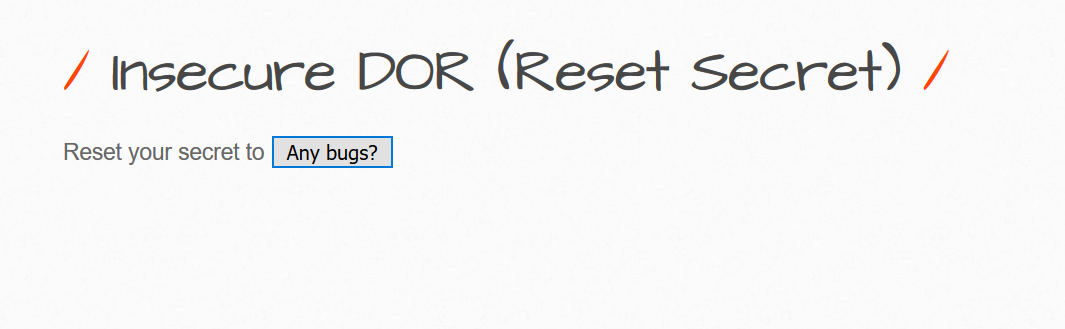 / Insecure DOR (Reset Secret) /
Reset your secret to Any bugs?